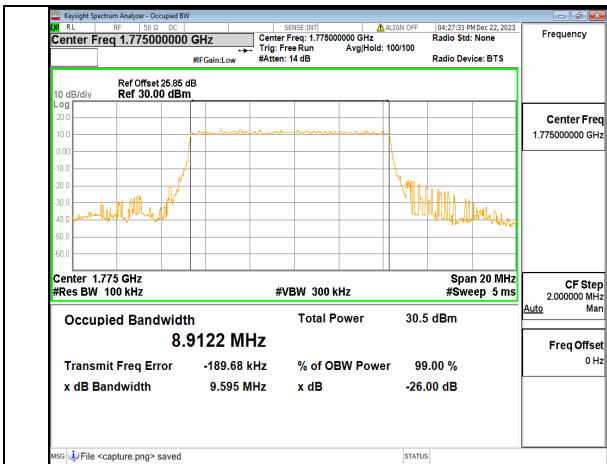 Keysight Spectrum Analyzer - Occupied BW
RL RF 50 Ω DC SENSE:INT ALIGN OFF 04:27:31 PM Dec 22, 2023
Center Freq 1.775000000 GHz
Center Freq: 1.775000000 GHz
Radio Std: None
Trig: Free Run Avg|Hold: 100/100
#IFGain:Low #Atten: 14 dB Radio Device: BTS
Frequency
Ref Offset 25.85 dB
10 dB/div Ref 30.00 dBm
Log
20.0
10.0
0.00
-10.0
-20.0
-30.0
-40.0
-50.0
-60.0
Center 1.775 GHz Span 20 MHz
#Res BW 100 kHz #VBW 300 kHz #Sweep 5 ms
Occupied Bandwidth Total Power 30.5 dBm
8.9122 MHz
Transmit Freq Error -189.68 kHz % of OBW Power 99.00 %
x dB Bandwidth 9.595 MHz x dB -26.00 dB
Center Freq
1.775000000 GHz
CF Step
2.000000 MHz
Auto Man
Freq Offset
0 Hz
MSG File <capture.png> saved STATUS